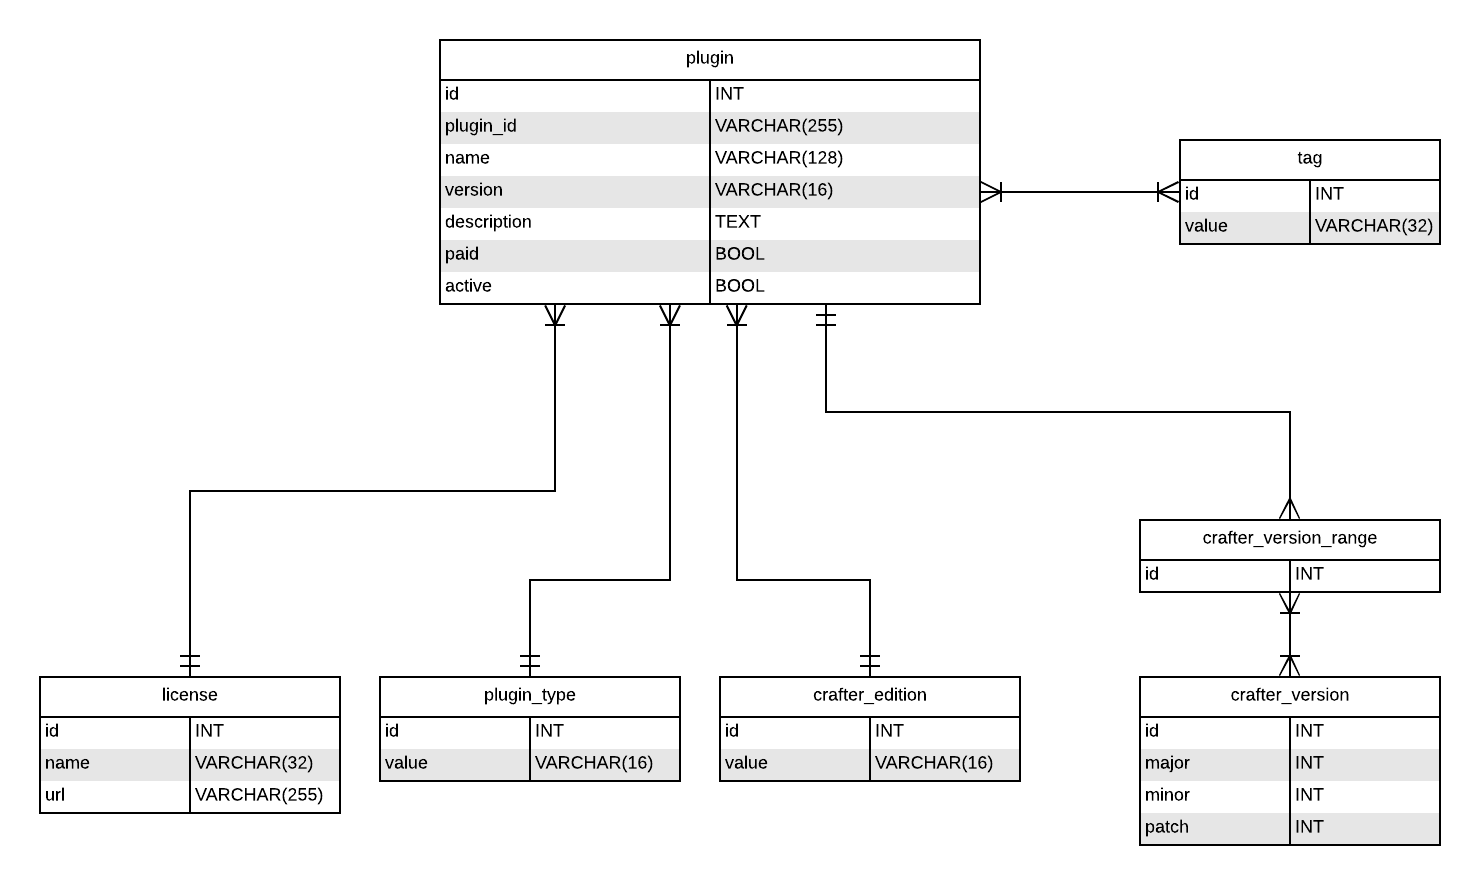 plugin
id INT
plugin_id VARCHAR(255)
name VARCHAR(128)
version VARCHAR(16)
description TEXT
paid BOOL
active BOOL
tag
id INT
value VARCHAR(32)
crafter_version_range
id INT
license
id INT
name VARCHAR(32)
url VARCHAR(255)
plugin_type
id INT
value VARCHAR(16)
crafter_edition
id INT
value VARCHAR(16)
crafter_version
id INT
major INT
minor INT
patch INT